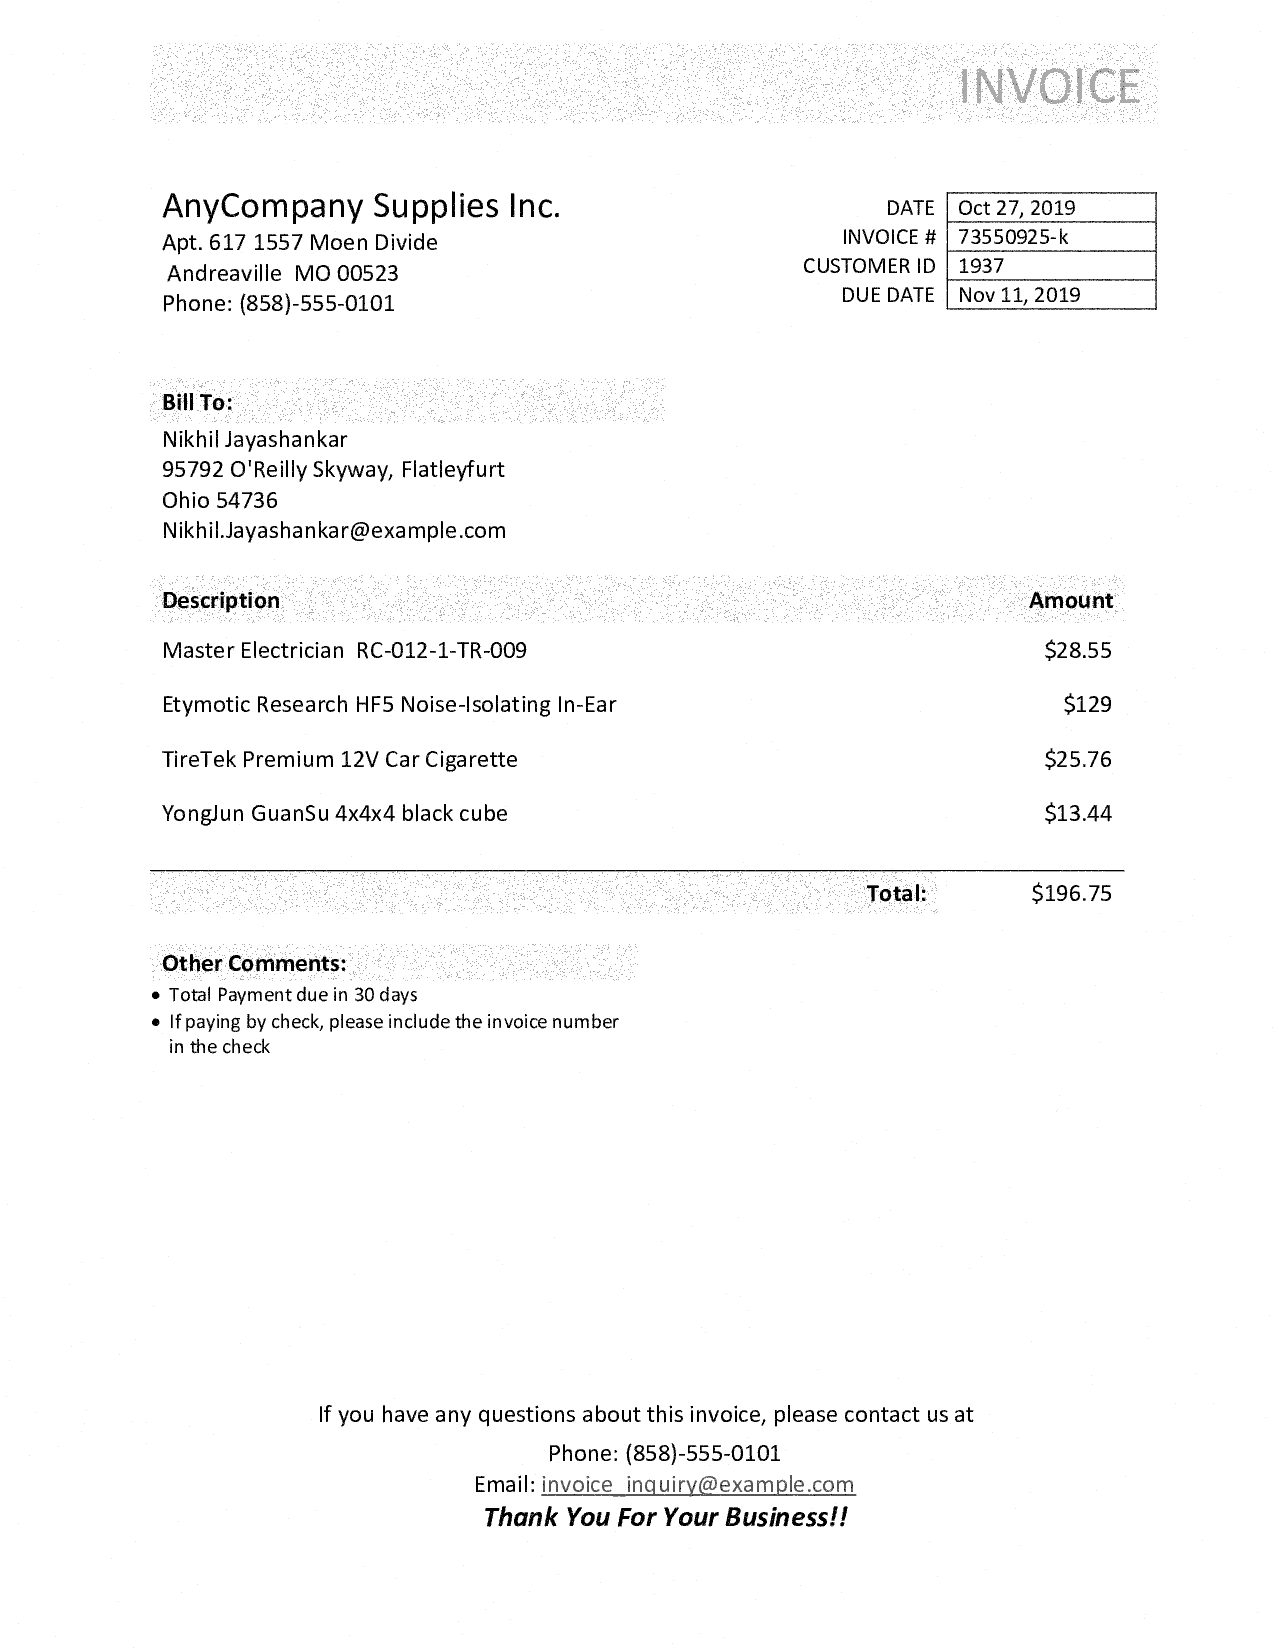 INVOICE
AnyCompany Supplies Inc.
Apt. 617 1557 Moen Divide
Andreaville  MO 00523
Phone: (858)-555-0101
DATE Oct 27, 2019
INVOICE # 73550925-k
CUSTOMER ID 1937
DUE DATE Nov 11, 2019
Bill To:
Nikhil Jayashankar
95792 O'Reilly Skyway, Flatleyfurt
Ohio 54736
Nikhil.Jayashankar@example.com
Description Amount
Master Electrician  RC-012-1-TR-009 $28.55
Etymotic Research HF5 Noise-Isolating In-Ear $129
TireTek Premium 12V Car Cigarette $25.76
YongJun GuanSu 4x4x4 black cube $13.44
Total: $196.75
Other Comments:
• Total Payment due in 30 days
• If paying by check, please include the invoice number
in the check
If you have any questions about this invoice, please contact us at
Phone: (858)-555-0101
Email: invoice_inquiry@example.com
Thank You For Your Business!!